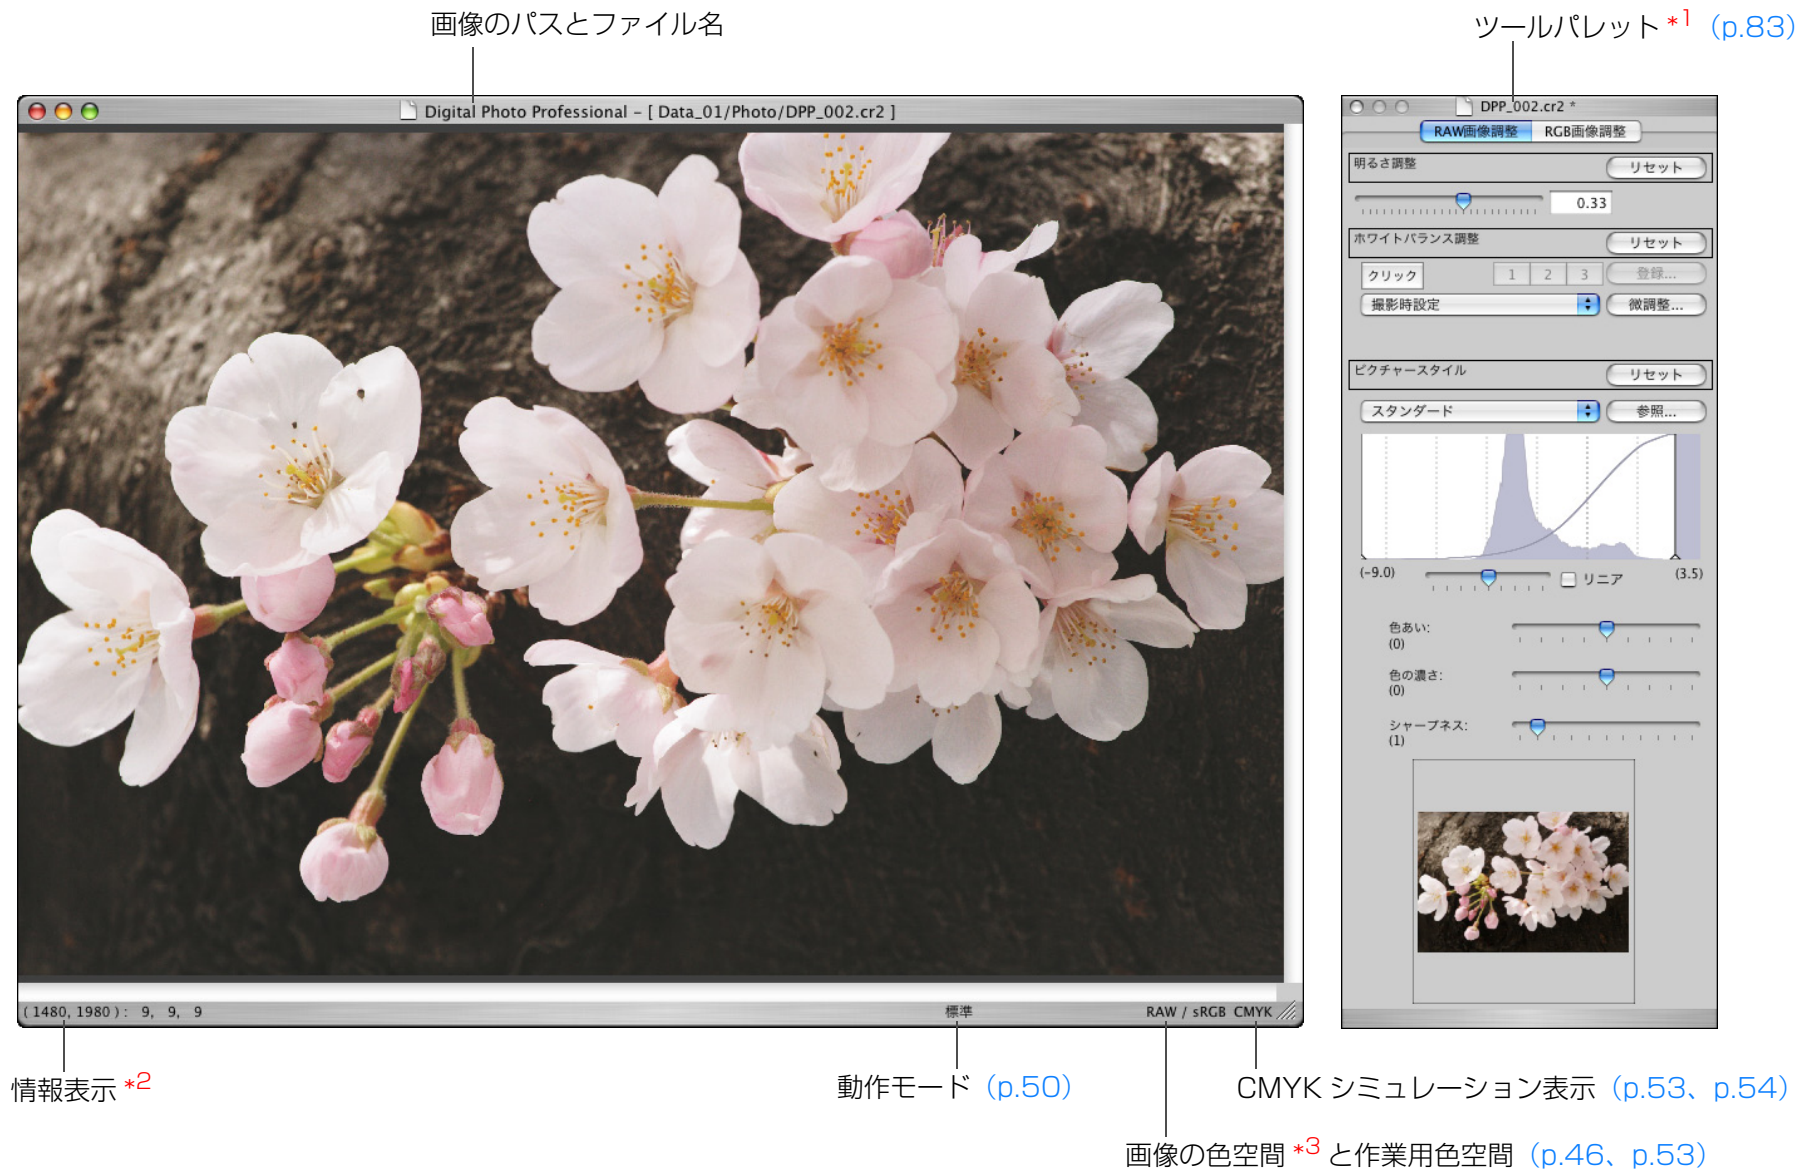 画像のパスとファイル名
ツールパレット *1 (p.83)
Digital Photo Professional – [ Data_01/Photo/DPP_002.cr2 ]
DPP_002.cr2 *
RAW画像調整 RGB画像調整
明るさ調整 リセット
0.33
ホワイトバランス調整 リセット
クリック 1 2 3 登録...
撮影時設定 微調整...
ピクチャースタイル リセット
スタンダード 参照...
(-9.0) リニア (3.5)
色あい:
(0)
色の濃さ:
(0)
シャープネス:
(1)
( 1480, 1980 ) : 9, 9, 9 標準 RAW / sRGB CMYK
情報表示 *2
動作モード (p.50)
CMYK シミュレーション表示 (p.53、p.54)
画像の色空間 *3 と作業用色空間 (p.46、p.53)